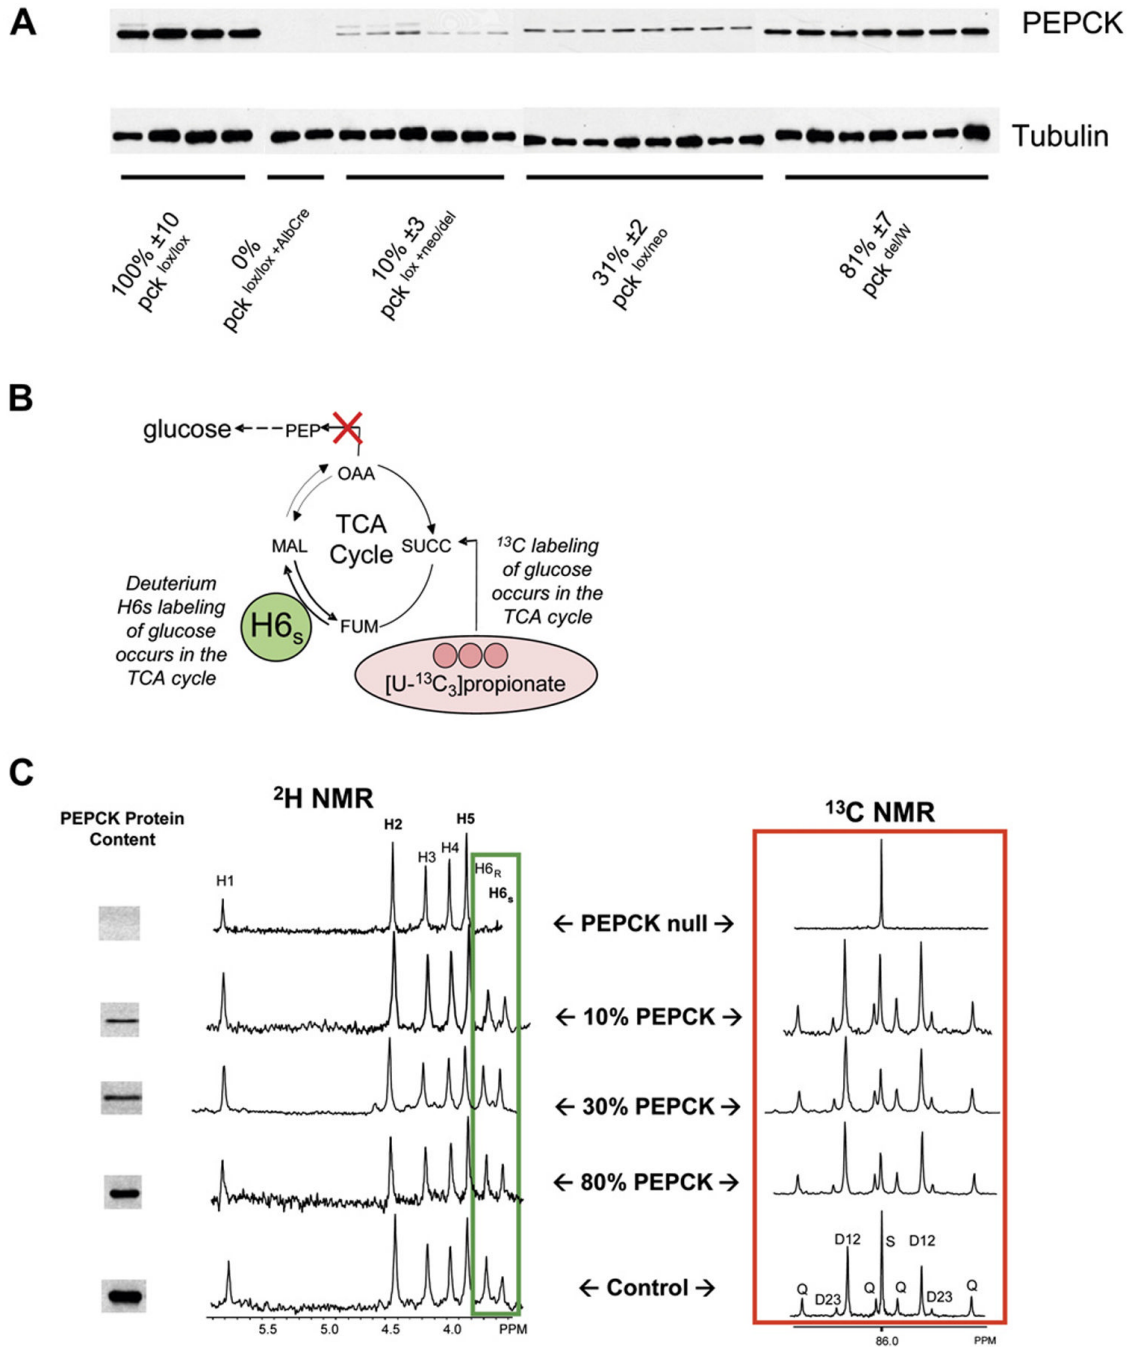 A
PEPCK
Tubulin
100% ±10
pck lox/lox
0%
pck lox/lox +AlbCre
10% ±3
pck lox +neo/del
31% ±2
pck lox/neo
81% ±7
pck del/W
B
glucose
PEP
OAA
TCA
Cycle
MAL
SUCC
FUM
13C labeling
of glucose
occurs in the
TCA cycle
Deuterium
H6s labeling
of glucose
occurs in the
TCA cycle
H6s
[U-13C3]propionate
C
PEPCK Protein
Content
2H NMR
13C NMR
H1
H2
H3
H4
H5
H6R
H6s
← PEPCK null →
← 10% PEPCK →
← 30% PEPCK →
← 80% PEPCK →
← Control →
D12
S
D12
Q
D23
Q
Q
D23
Q
5.5
5.0
4.5
4.0
PPM
86.0
PPM